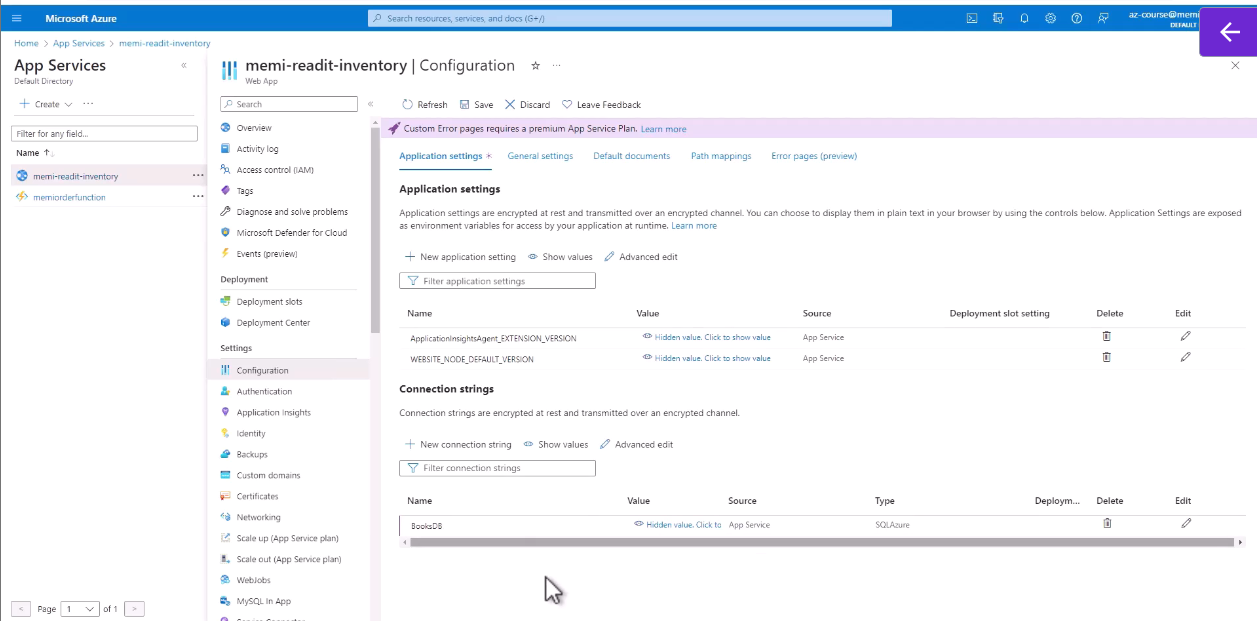 Microsoft Azure
Search resources, services, and docs (G+/)
az-course@memi
DEFAULT
Home > App Services > memi-readit-inventory
App Services
Default Directory
Create
Filter for any field...
Name
memi-readit-inventory
memiorderfunction
Page 1 of 1
memi-readit-inventory | Configuration
Web App
Search
Overview
Activity log
Access control (IAM)
Tags
Diagnose and solve problems
Microsoft Defender for Cloud
Events (preview)
Deployment
Deployment slots
Deployment Center
Settings
Configuration
Authentication
Application Insights
Identity
Backups
Custom domains
Certificates
Networking
Scale up (App Service plan)
Scale out (App Service plan)
WebJobs
MySQL In App
Service Connector
Refresh Save Discard Leave Feedback
Custom Error pages requires a premium App Service Plan. Learn more
Application settings * General settings Default documents Path mappings Error pages (preview)
Application settings
Application settings are encrypted at rest and transmitted over an encrypted channel. You can choose to display them in plain text in your browser by using the controls below. Application Settings are exposed
as environment variables for access by your application at runtime. Learn more
New application setting Show values Advanced edit
Filter application settings
Name Value Source Deployment slot setting Delete Edit
ApplicationInsightsAgent_EXTENSION_VERSION Hidden value. Click to show value App Service
WEBSITE_NODE_DEFAULT_VERSION Hidden value. Click to show value App Service
Connection strings
Connection strings are encrypted at rest and transmitted over an encrypted channel.
New connection string Show values Advanced edit
Filter connection strings
Name Value Source Type Deploym... Delete Edit
BooksDB Hidden value. Click to App Service SQLAzure